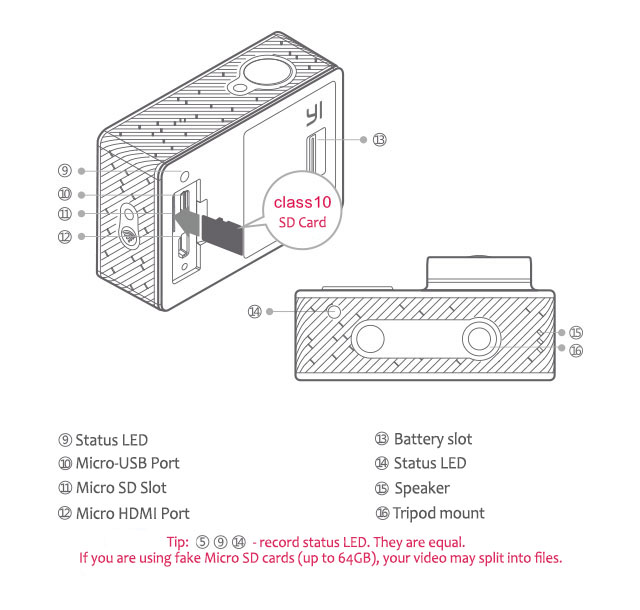 YI
⑬
⑨
⑩
⑪
⑫
class10
SD Card
⑭
⑮
⑯
⑨ Status LED
⑩ Micro-USB Port
⑪ Micro SD Slot
⑫ Micro HDMI Port
⑬ Battery slot
⑭ Status LED
⑮ Speaker
⑯ Tripod mount
Tip: ⑤ ⑨ ⑭ - record status LED. They are equal.
If you are using fake Micro SD cards (up to 64GB), your video may split into files.